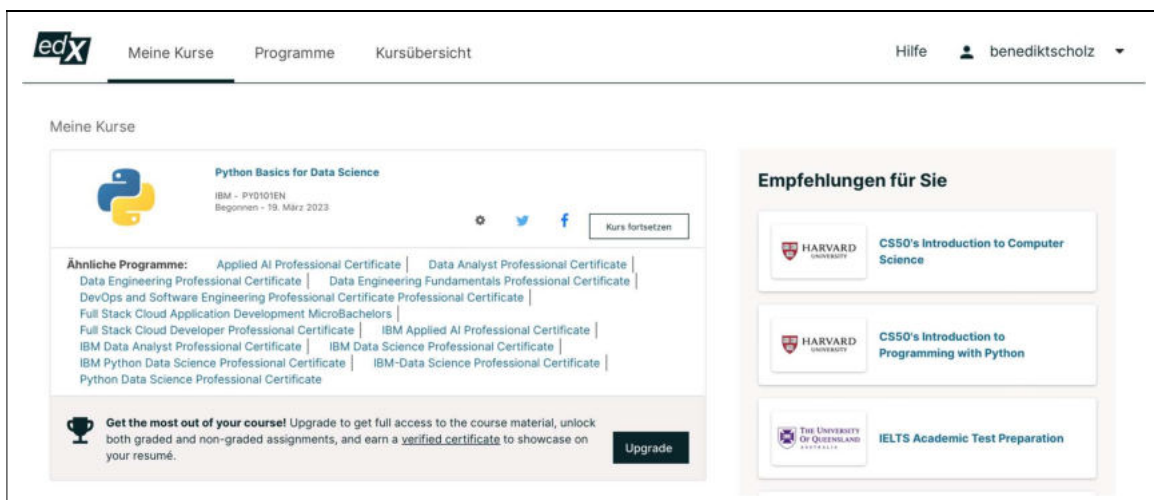 edX
Meine Kurse
Programme
Kursübersicht
Hilfe
benediktscholz
Meine Kurse
Python Basics for Data Science
IBM - PY0101EN
Begonnen - 19. März 2023
Kurs fortsetzen
Ähnliche Programme: Applied AI Professional Certificate | Data Analyst Professional Certificate |
Data Engineering Professional Certificate | Data Engineering Fundamentals Professional Certificate |
DevOps and Software Engineering Professional Certificate Professional Certificate |
Full Stack Cloud Application Development MicroBachelors |
Full Stack Cloud Developer Professional Certificate | IBM Applied AI Professional Certificate |
IBM Data Analyst Professional Certificate | IBM Data Science Professional Certificate |
IBM Python Data Science Professional Certificate | IBM-Data Science Professional Certificate |
Python Data Science Professional Certificate
Get the most out of your course! Upgrade to get full access to the course material, unlock
both graded and non-graded assignments, and earn a verified certificate to showcase on
your resumé.
Upgrade
Empfehlungen für Sie
HARVARD
UNIVERSITY
CS50's Introduction to Computer
Science
HARVARD
UNIVERSITY
CS50's Introduction to
Programming with Python
THE UNIVERSITY
OF QUEENSLAND
AUSTRALIA
IELTS Academic Test Preparation